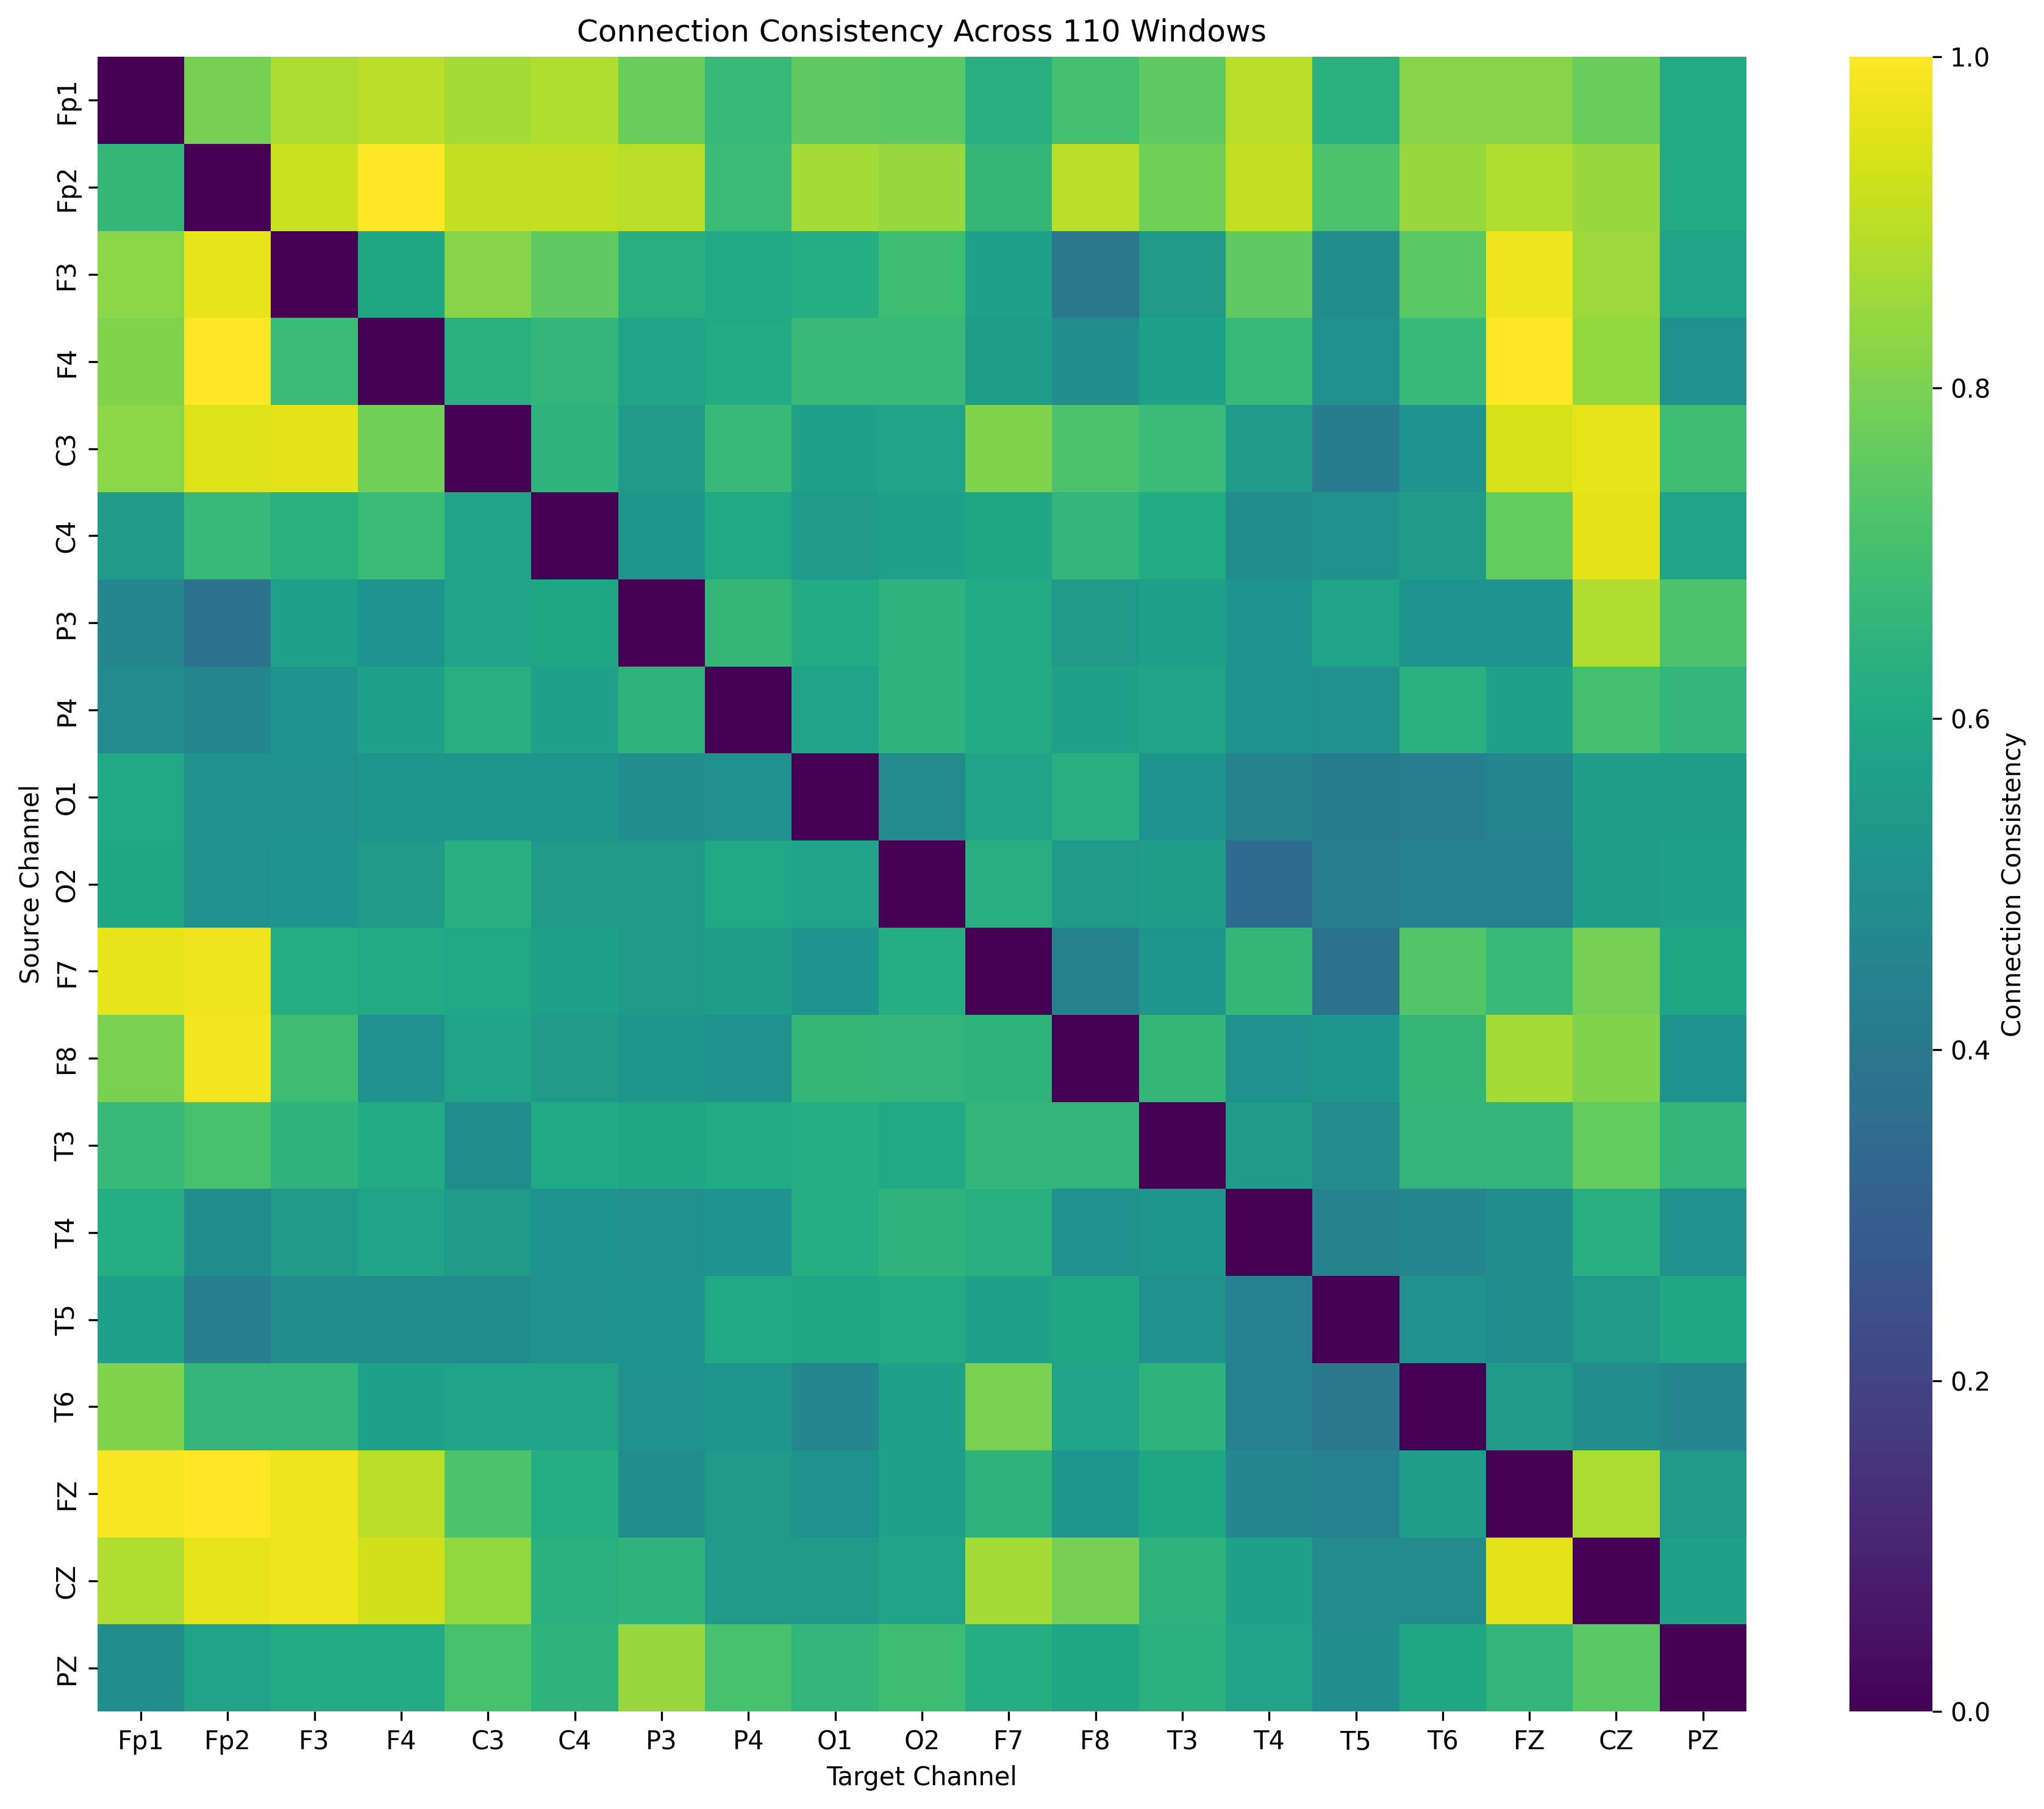 Connection Consistency Across 110 Windows
Source Channel
Fp1
Fp2
F3
F4
C3
C4
P3
P4
O1
O2
F7
F8
T3
T4
T5
T6
FZ
CZ
PZ
Fp1 Fp2 F3 F4 C3 C4 P3 P4 O1 O2 F7 F8 T3 T4 T5 T6 FZ CZ PZ
Target Channel
1.0
0.8
0.6
0.4
0.2
0.0
Connection Consistency